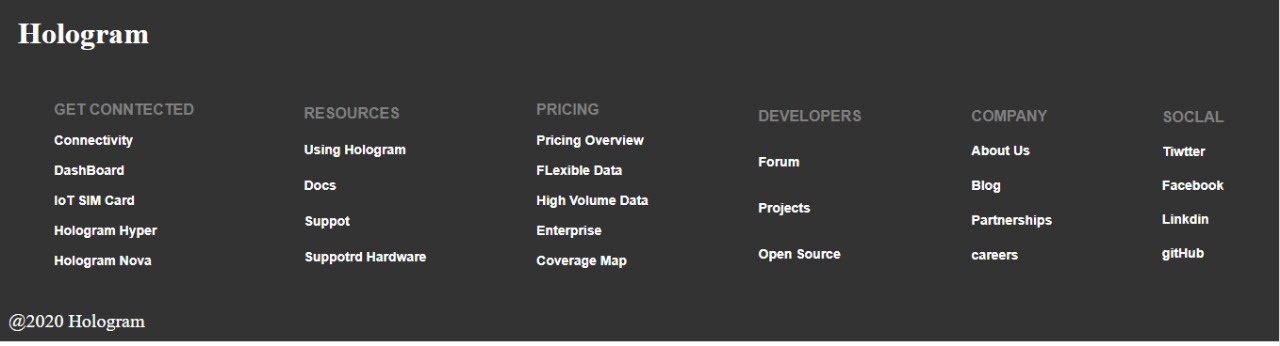 Hologram
GET CONNTECTED
Connectivity
DashBoard
IoT SIM Card
Hologram Hyper
Hologram Nova
RESOURCES
Using Hologram
Docs
Suppot
Suppotrd Hardware
PRICING
Pricing Overview
FLexible Data
High Volume Data
Enterprise
Coverage Map
DEVELOPERS
Forum
Projects
Open Source
COMPANY
About Us
Blog
Partnerships
careers
SOCLAL
Tiwtter
Facebook
Linkdin
gitHub
@2020 Hologram